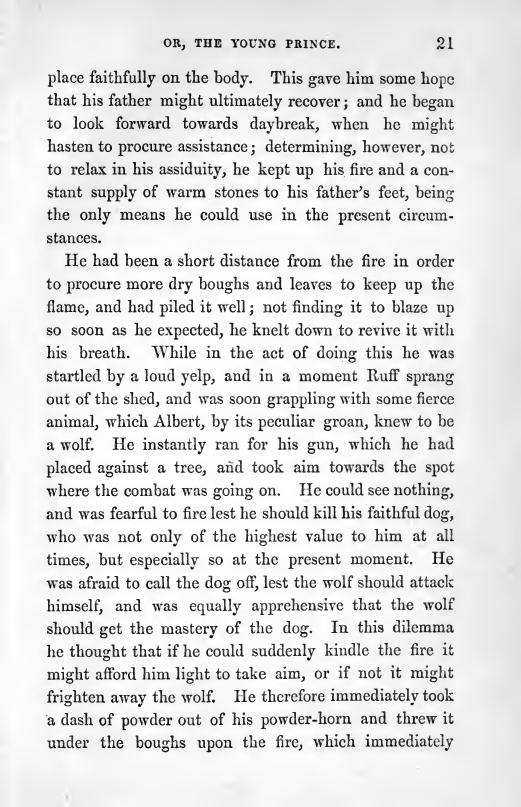 OR, THE YOUNG PRINCE. 21
place faithfully on the body. This gave him some hope
that his father might ultimately recover; and he began
to look forward towards daybreak, when he might
hasten to procure assistance; determining, however, not
to relax in his assiduity, he kept up his fire and a con-
stant supply of warm stones to his father's feet, being
the only means he could use in the present circum-
stances.
He had been a short distance from the fire in order
to procure more dry boughs and leaves to keep up the
flame, and had piled it well; not finding it to blaze up
so soon as he expected, he knelt down to revive it with
his breath. While in the act of doing this he was
startled by a loud yelp, and in a moment Ruff sprang
out of the shed, and was soon grappling with some fierce
animal, which Albert, by its peculiar groan, knew to be
a wolf. He instantly ran for his gun, which he had
placed against a tree, and took aim towards the spot
where the combat was going on. He could see nothing,
and was fearful to fire lest he should kill his faithful dog,
who was not only of the highest value to him at all
times, but especially so at the present moment. He
was afraid to call the dog off, lest the wolf should attack
himself, and was equally apprehensive that the wolf
should get the mastery of the dog. In this dilemma
he thought that if he could suddenly kindle the fire it
might afford him light to take aim, or if not it might
frighten away the wolf. He therefore immediately took
a dash of powder out of his powder-horn and threw it
under the boughs upon the fire, which immediately